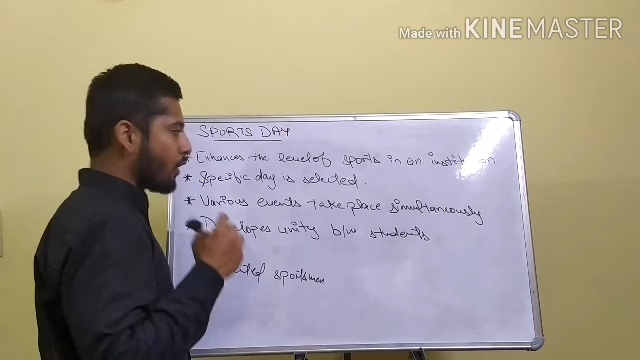 Made with KINEMASTER
SPORTS DAY
* Enhances the level of sports in an institution.
* Specific day is selected.
* Various events take place simultaneously
Developes unity b/w students
sportsmen